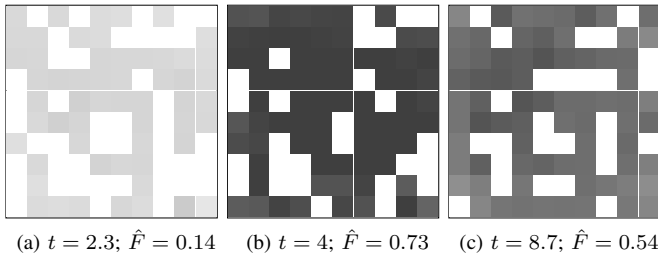 (a) t = 2.3; F̂ = 0.14 (b) t = 4; F̂ = 0.73 (c) t = 8.7; F̂ = 0.54